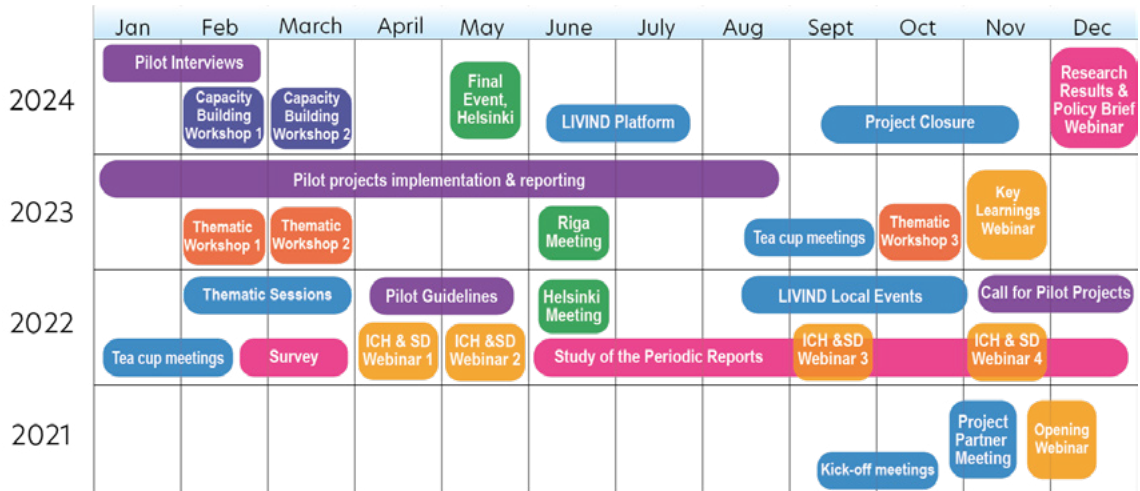 Jan Feb March April May June July Aug Sept Oct Nov Dec
2024
Pilot Interviews
Capacity
Building
Workshop 1
Capacity
Building
Workshop 2
Final
Event,
Helsinki
LIVIND Platform
Project Closure
Research
Results &
Policy Brief
Webinar
2023
Pilot projects implementation & reporting
Thematic
Workshop 1
Thematic
Workshop 2
Riga
Meeting
Tea cup meetings
Thematic
Workshop 3
Key
Learnings
Webinar
2022
Thematic Sessions
Pilot Guidelines
Helsinki
Meeting
LIVIND Local Events
Call for Pilot Projects
Tea cup meetings
Survey
ICH & SD
Webinar 1
ICH &SD
Webinar 2
Study of the Periodic Reports
ICH &SD
Webinar 3
ICH & SD
Webinar 4
2021
Kick-off meetings
Project
Partner
Meeting
Opening
Webinar